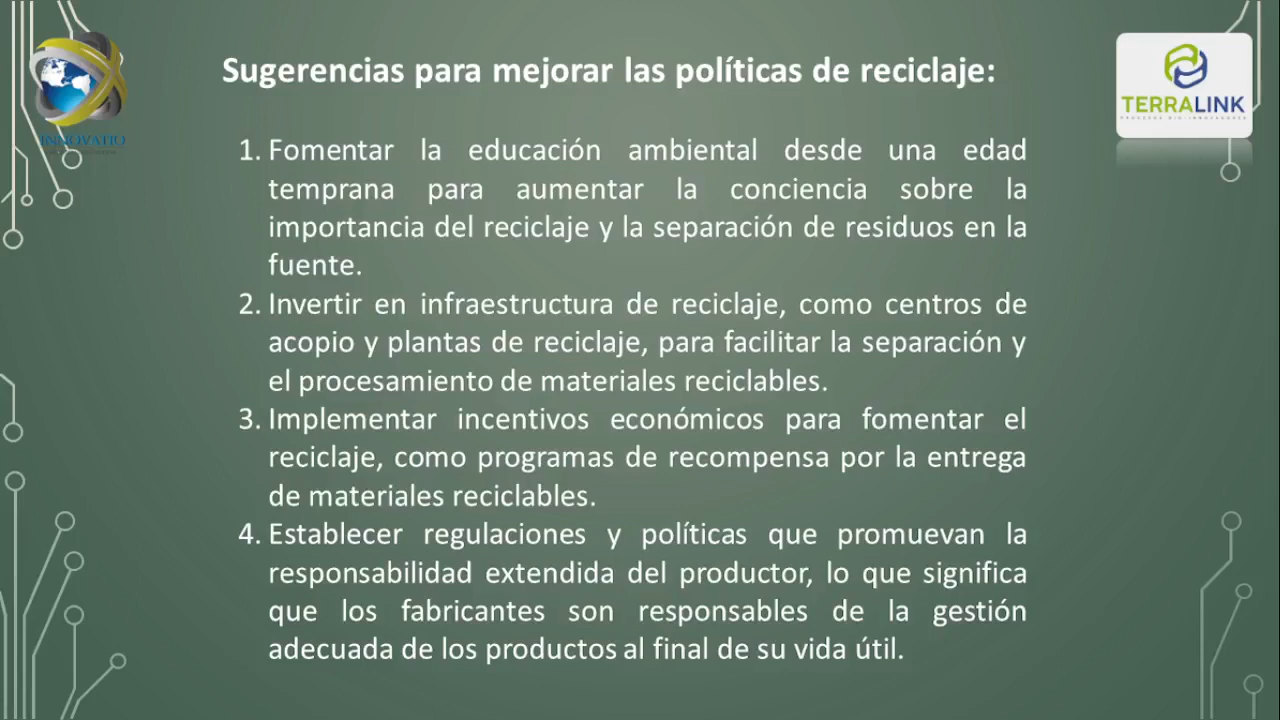 Sugerencias para mejorar las políticas de reciclaje:
INNOVATIO
TERRALINK
1. Fomentar la educación ambiental desde una edad
temprana para aumentar la conciencia sobre la
importancia del reciclaje y la separación de residuos en la
fuente.
2. Invertir en infraestructura de reciclaje, como centros de
acopio y plantas de reciclaje, para facilitar la separación y
el procesamiento de materiales reciclables.
3. Implementar incentivos económicos para fomentar el
reciclaje, como programas de recompensa por la entrega
de materiales reciclables.
4. Establecer regulaciones y políticas que promuevan la
responsabilidad extendida del productor, lo que significa
que los fabricantes son responsables de la gestión
adecuada de los productos al final de su vida útil.